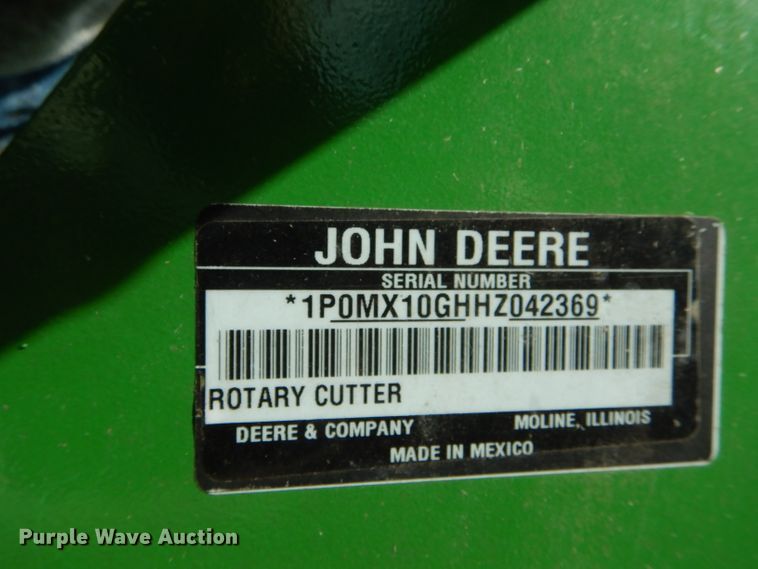 JOHN DEERE
SERIAL NUMBER
*1P0MX10GHHZ042369*
ROTARY CUTTER
DEERE & COMPANY MOLINE, ILLINOIS
MADE IN MEXICO
Purple Wave Auction